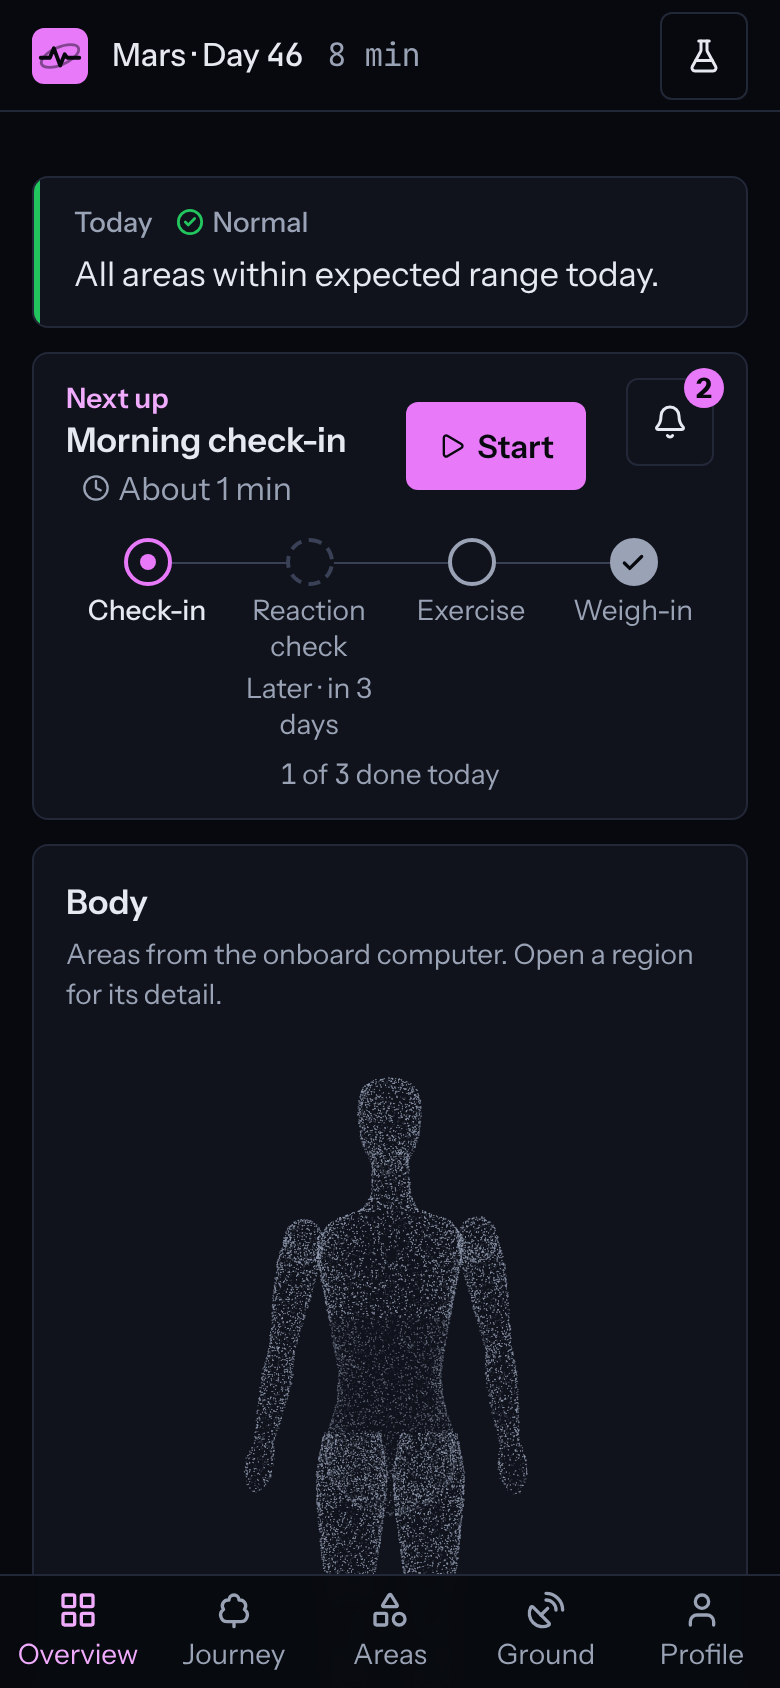 Mars · Day 46 8 min
Today Normal
All areas within expected range today.
Next up
Morning check-in
About 1 min
Start
2
Check-in
Reaction
check
Later · in 3
days
Exercise
Weigh-in
1 of 3 done today
Body
Areas from the onboard computer. Open a region
for its detail.
Overview
Journey
Areas
Ground
Profile